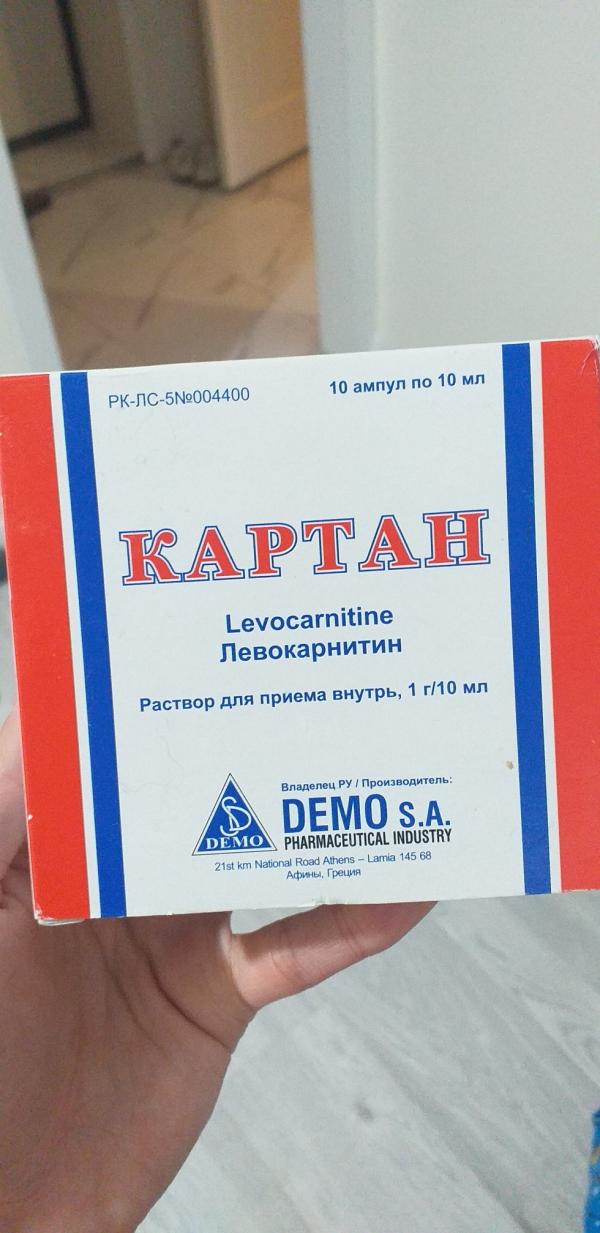 РК-ЛС-5№004400
10 ампул по 10 мл
КАРТАН
Levocarnitine
Левокарнитин
Раствор для приема внутрь, 1 г/10 мл
Владелец РУ / Производитель:
SD
DEMO
DEMO S.A.
PHARMACEUTICAL INDUSTRY
21st km National Road Athens – Lamia 145 68
Афины, Греция